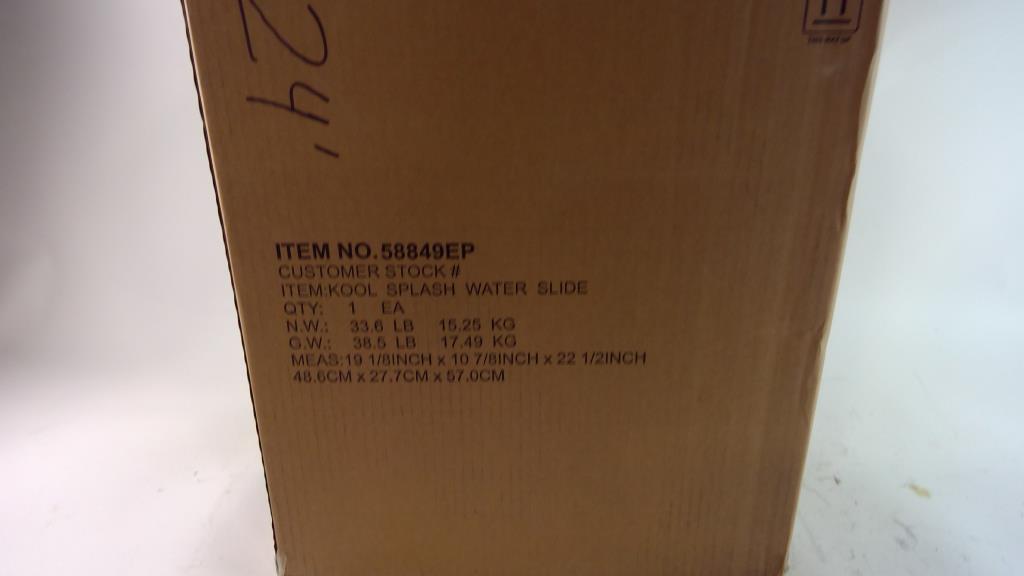 24'
ITEM NO.58849EP
CUSTOMER STOCK #
ITEM:KOOL SPLASH WATER SLIDE
QTY: 1 EA
N.W.: 33.6 LB 15.25 KG
G.W.: 38.5 LB 17.49 KG
MEAS:19 1/8INCH x 10 7/8INCH x 22 1/2INCH
48.6CM x 27.7CM x 57.0CM